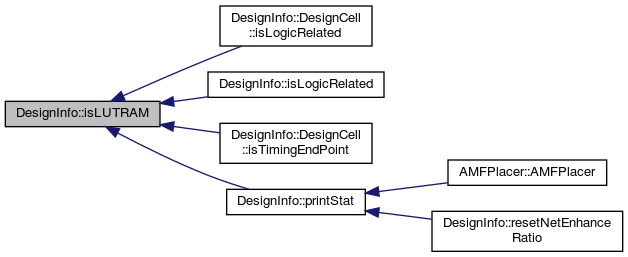 DesignInfo::DesignCell
::isLogicRelated
DesignInfo::isLogicRelated
DesignInfo::isLUTRAM
DesignInfo::DesignCell
::isTimingEndPoint
AMFPlacer::AMFPlacer
DesignInfo::printStat
DesignInfo::resetNetEnhance
Ratio